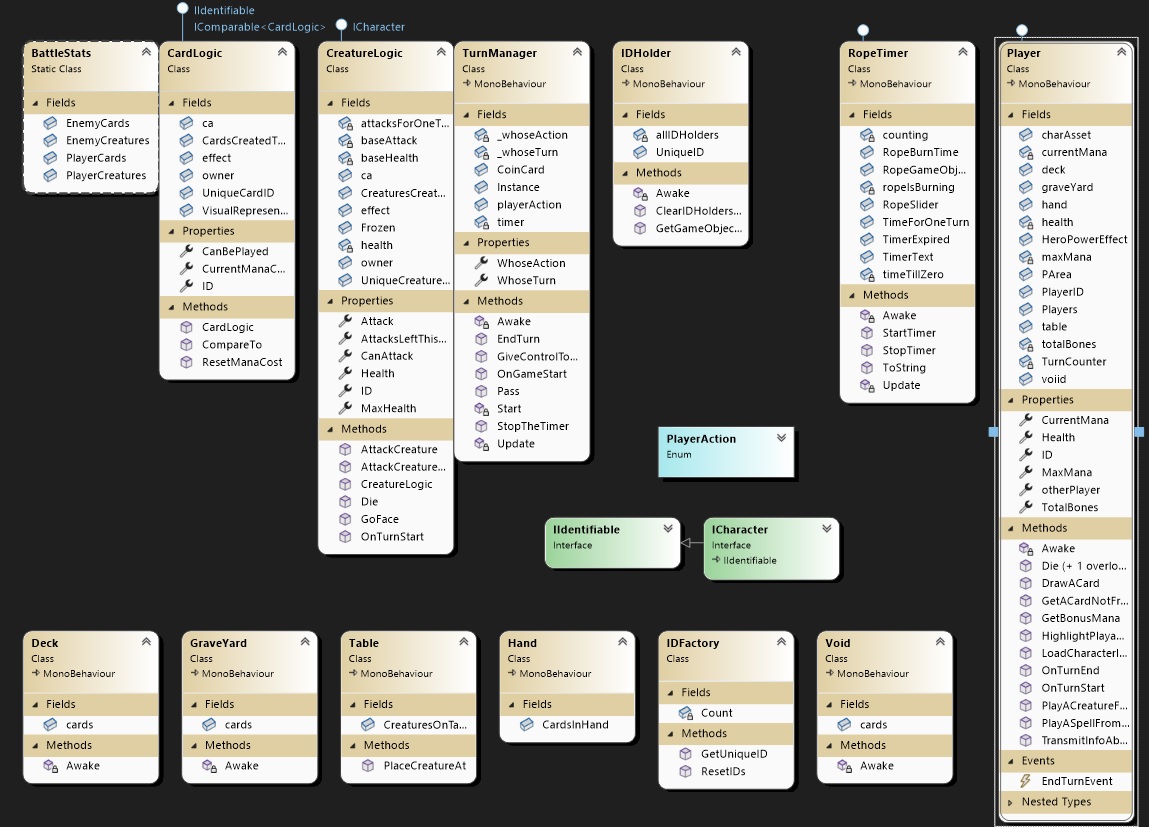 IIdentifiable
IComparable<CardLogic>
ICharacter
BattleStats
Static Class
Fields
EnemyCards
EnemyCreatures
PlayerCards
PlayerCreatures
CardLogic
Class
Fields
ca
CardsCreatedT...
effect
owner
UniqueCardID
VisualRepresen...
Properties
CanBePlayed
CurrentManaC...
ID
Methods
CardLogic
CompareTo
ResetManaCost
CreatureLogic
Class
Fields
attacksForOneT...
baseAttack
baseHealth
ca
CreaturesCreat...
effect
Frozen
health
owner
UniqueCreature...
Properties
Attack
AttacksLeftThis...
CanAttack
Health
ID
MaxHealth
Methods
AttackCreature
AttackCreature...
CreatureLogic
Die
GoFace
OnTurnStart
TurnManager
Class
MonoBehaviour
Fields
_whoseAction
_whoseTurn
CoinCard
Instance
playerAction
timer
Properties
WhoseAction
WhoseTurn
Methods
Awake
EndTurn
GiveControlTo...
OnGameStart
Pass
Start
StopTheTimer
Update
IDHolder
Class
MonoBehaviour
Fields
allIDHolders
UniqueID
Methods
Awake
ClearIDHolders...
GetGameObjec...
RopeTimer
Class
MonoBehaviour
Fields
counting
RopeBurnTime
RopeGameObj...
ropeIsBurning
RopeSlider
TimeForOneTurn
TimerExpired
TimerText
timeTillZero
Methods
Awake
StartTimer
StopTimer
ToString
Update
Player
Class
MonoBehaviour
Fields
charAsset
currentMana
deck
graveYard
hand
health
HeroPowerEffect
maxMana
PArea
PlayerID
Players
table
totalBones
TurnCounter
voiid
Properties
CurrentMana
Health
ID
MaxMana
otherPlayer
TotalBones
Methods
Awake
Die (+ 1 overlo...
DrawACard
GetACardNotFr...
GetBonusMana
HighlightPlaya...
LoadCharacterI...
OnTurnEnd
OnTurnStart
PlayACreatureF...
PlayASpellFrom...
TransmitInfoAb...
Events
EndTurnEvent
Nested Types
PlayerAction
Enum
IIdentifiable
Interface
ICharacter
Interface
IIdentifiable
Deck
Class
MonoBehaviour
Fields
cards
Methods
Awake
GraveYard
Class
MonoBehaviour
Fields
cards
Methods
Awake
Table
Class
MonoBehaviour
Fields
CreaturesOnTa...
Methods
PlaceCreatureAt
Hand
Class
MonoBehaviour
Fields
CardsInHand
IDFactory
Class
Fields
Count
Methods
GetUniqueID
ResetIDs
Void
Class
MonoBehaviour
Fields
cards
Methods
Awake